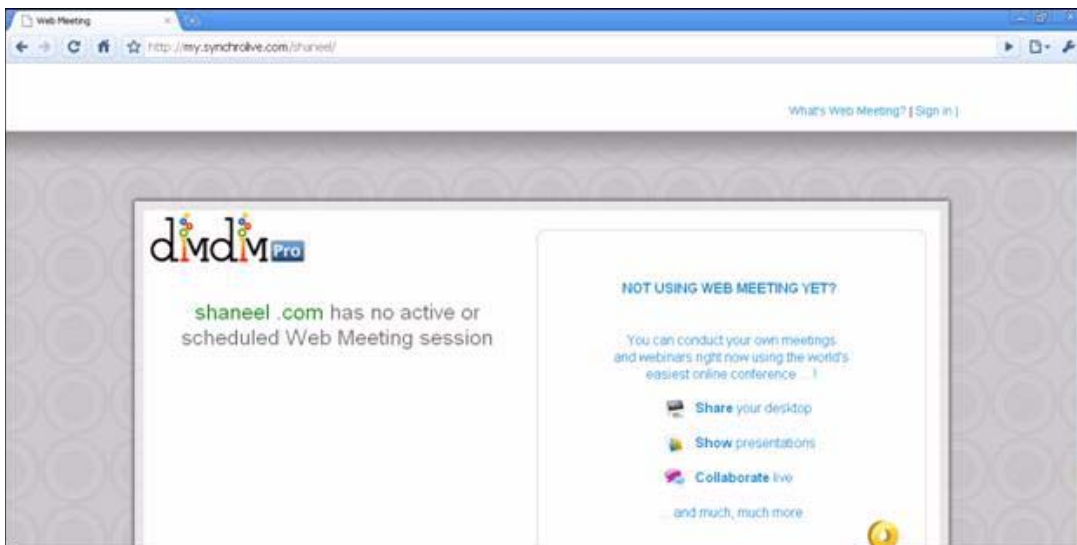 Web Meeting
http://my.synchrolive.com/shaneel/
What's Web Meeting? | Sign in |
dimdim Pro
shaneel .com has no active or
scheduled Web Meeting session
NOT USING WEB MEETING YET?
You can conduct your own meetings
and webinars right now using the world's
easiest online conference ... !
Share your desktop
Show presentations
Collaborate live
... and much, much more